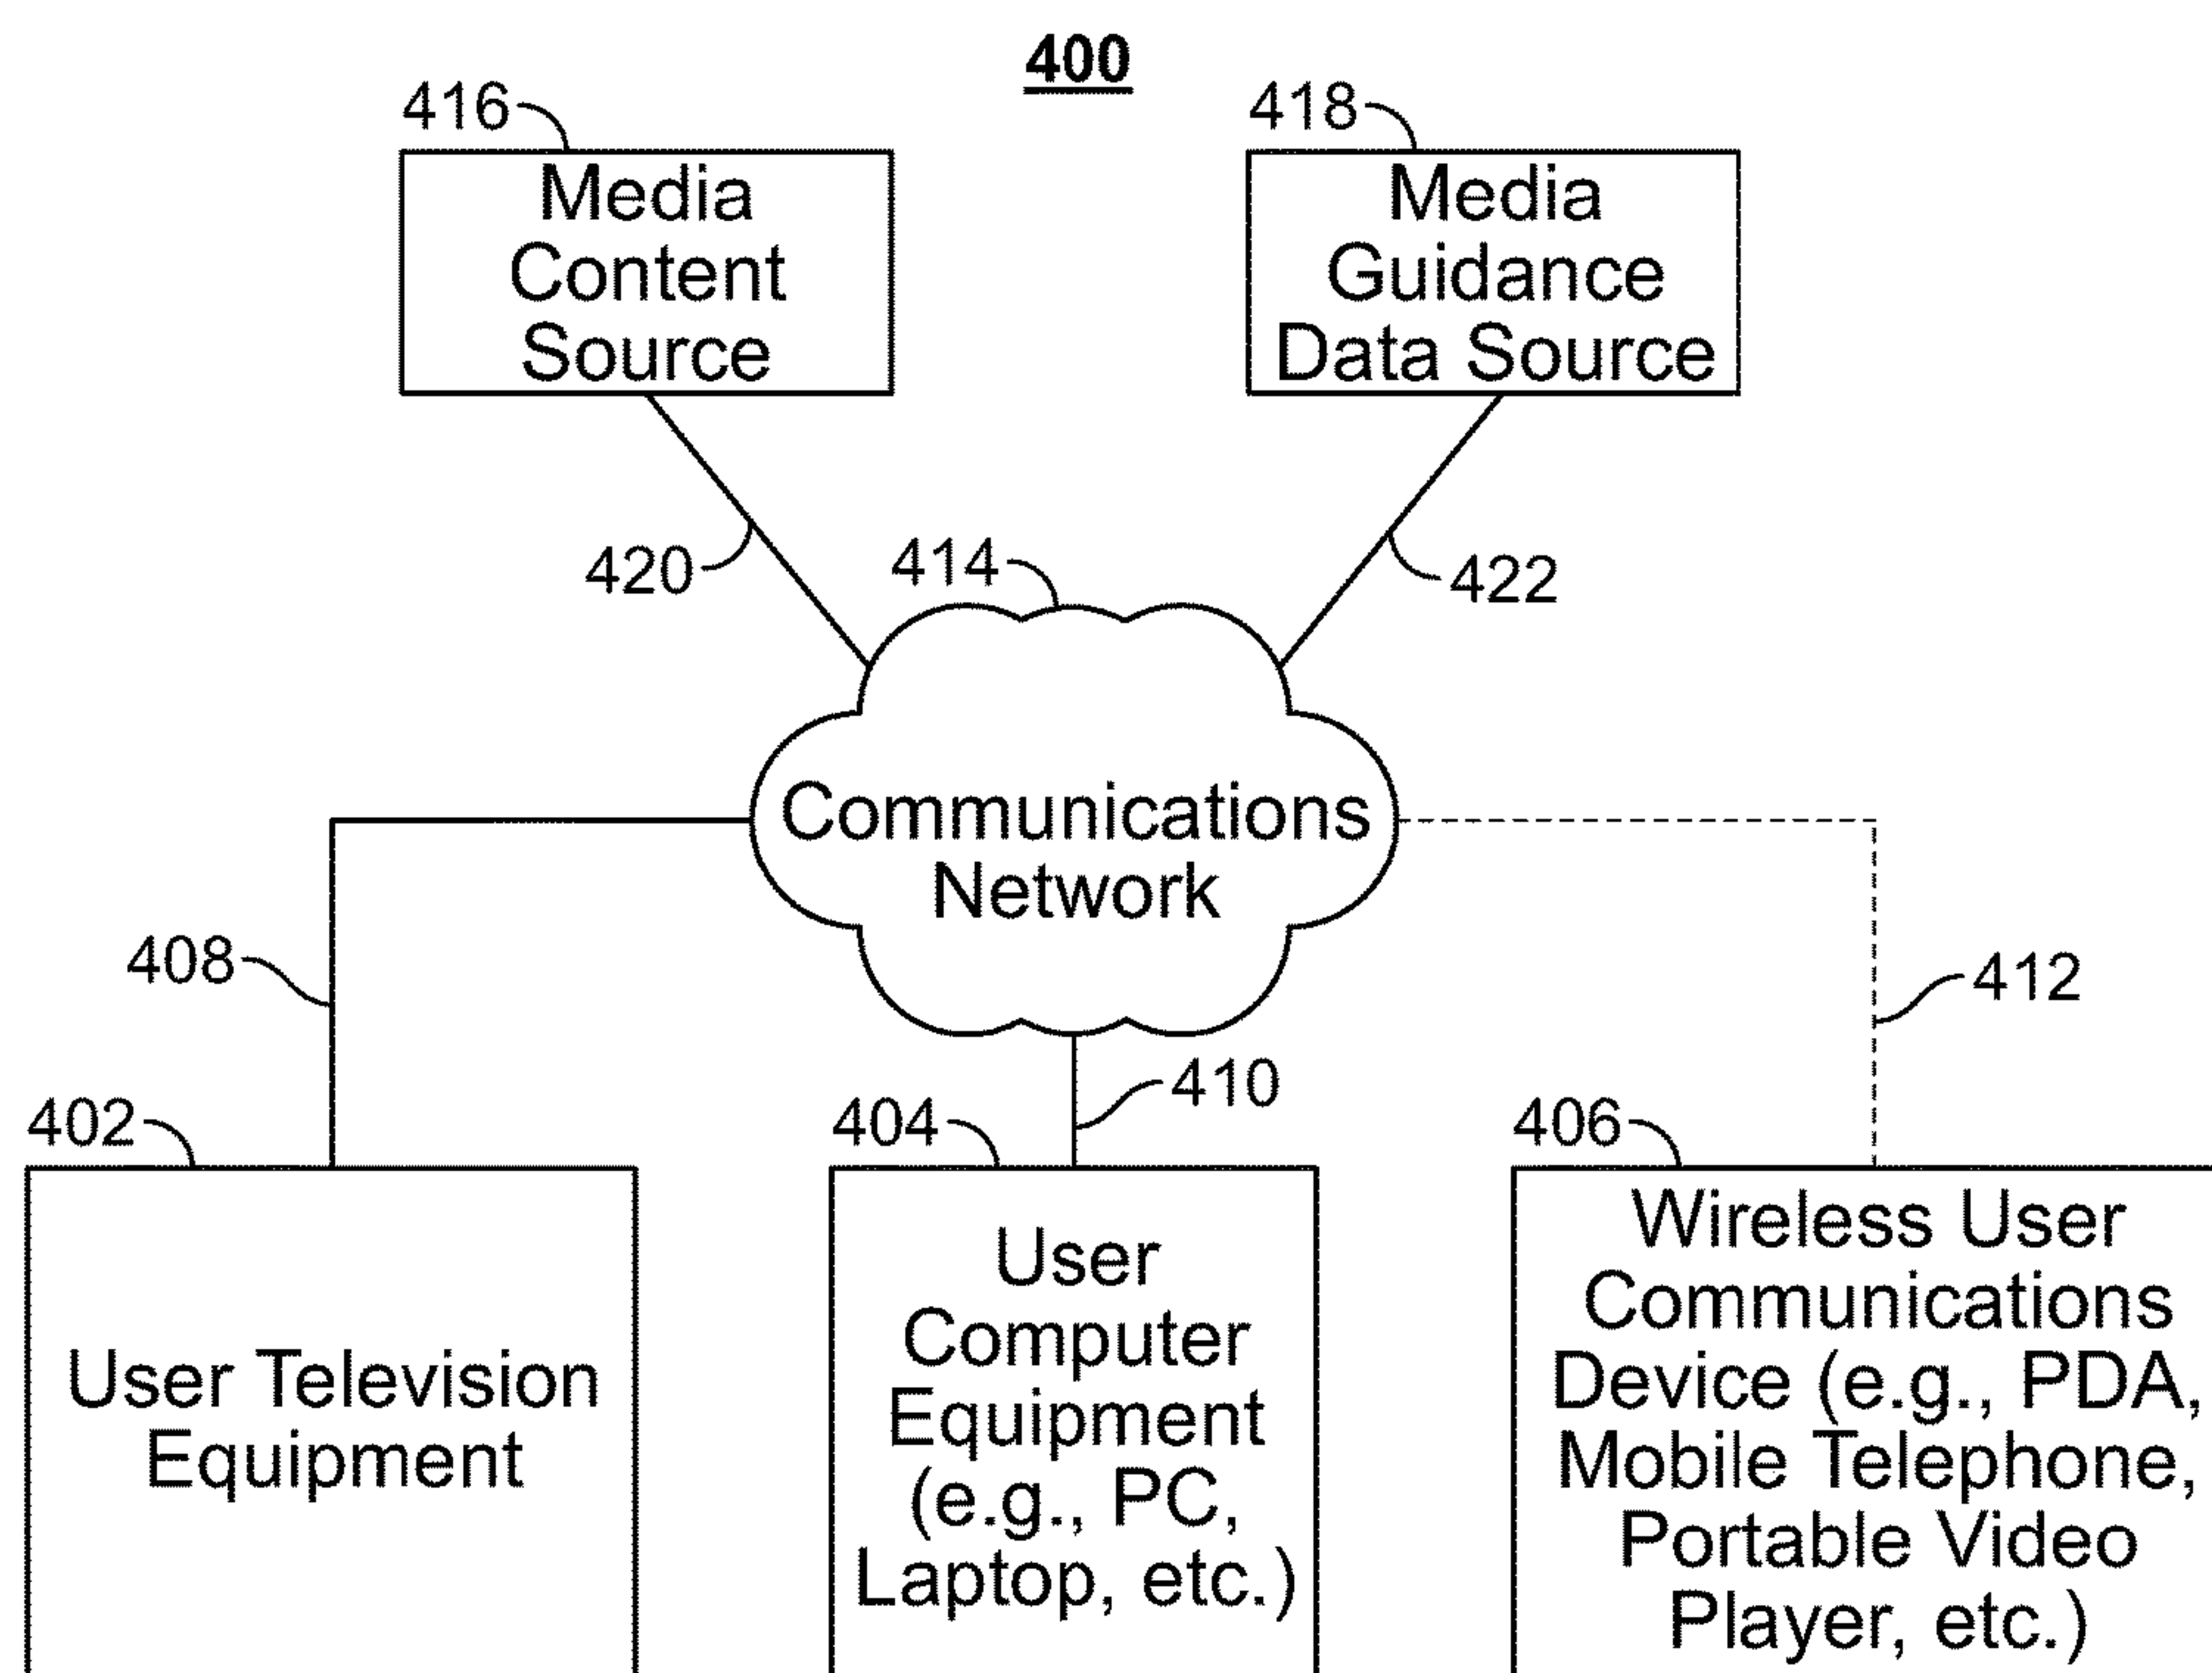 400
416
Media
Content
Source
418
Media
Guidance
Data Source
420
414
422
Communications
Network
408
412
410
402
User Television
Equipment
404
User
Computer
Equipment
(e.g., PC,
Laptop, etc.)
406
Wireless User
Communications
Device (e.g., PDA,
Mobile Telephone,
Portable Video
Player, etc.)